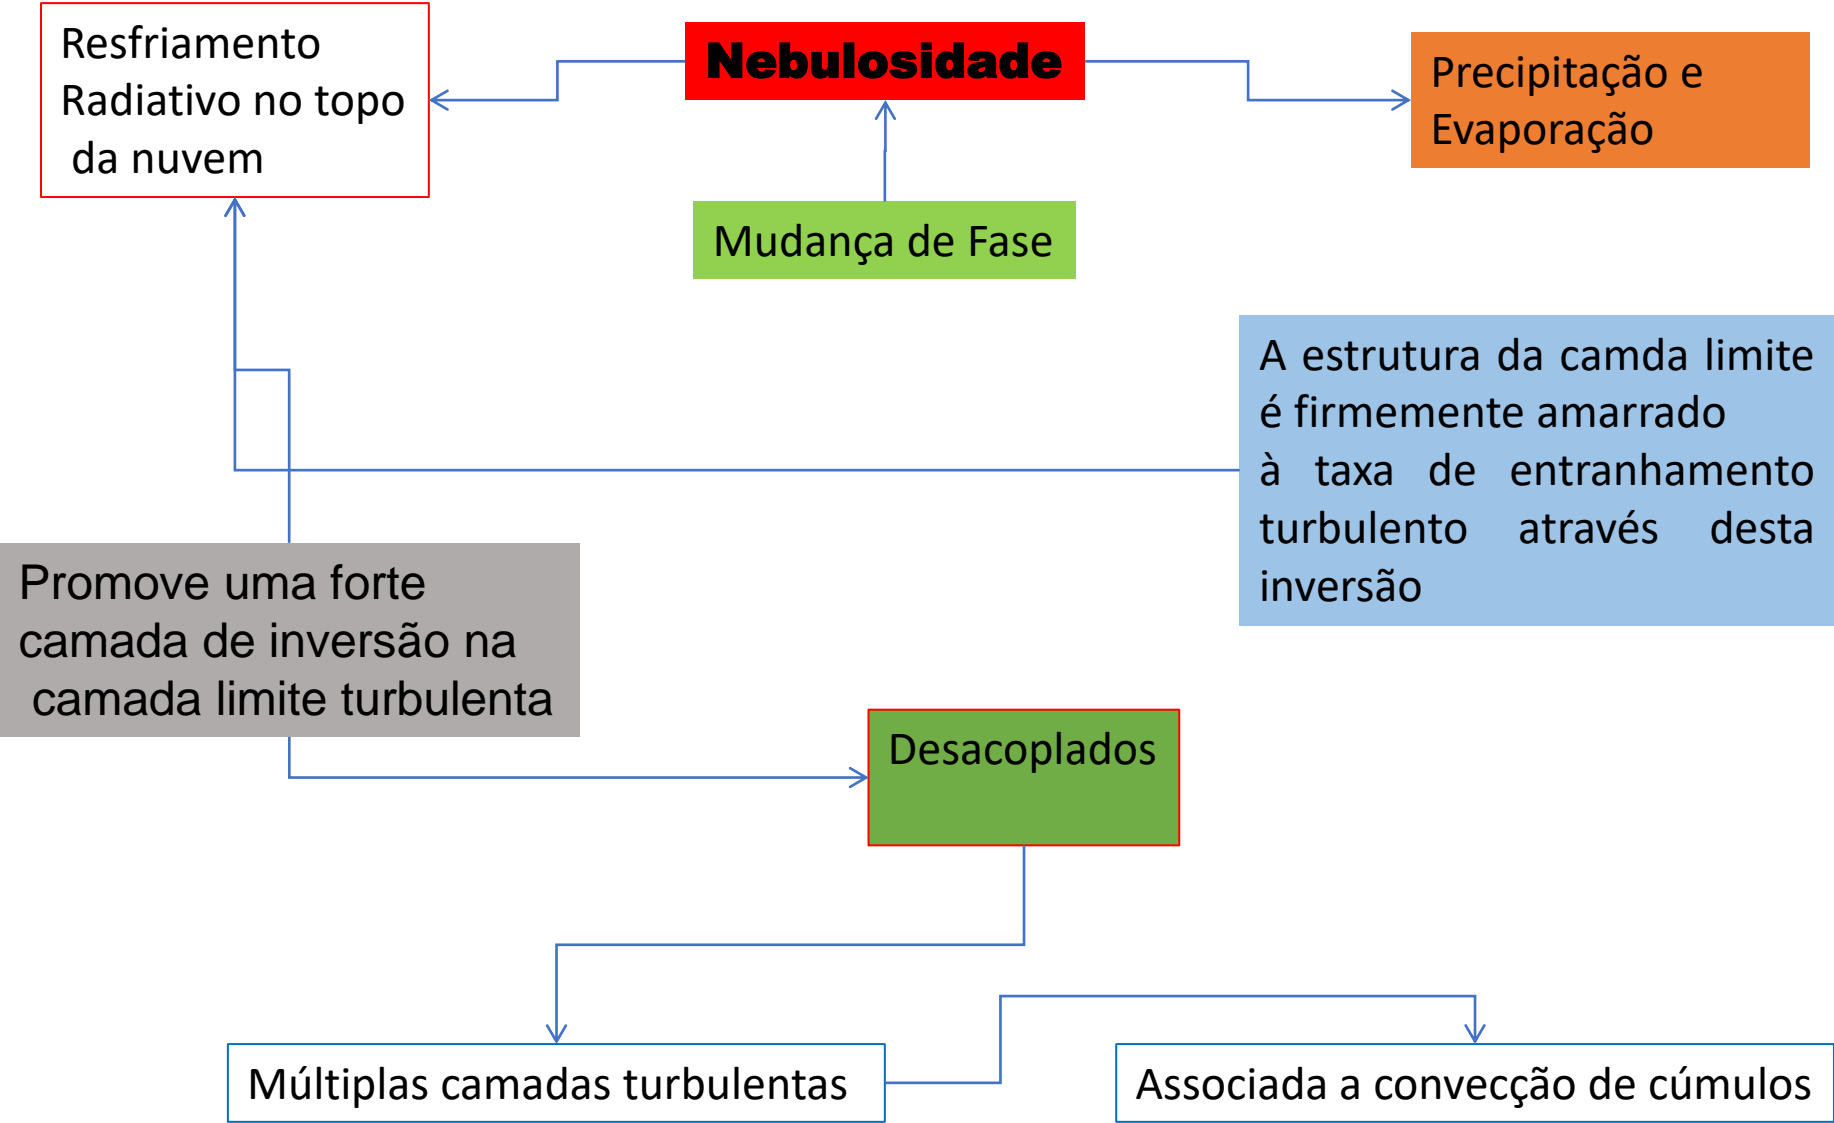 Resfriamento
Radiativo no topo
da nuvem
Nebulosidade
Precipitação e
Evaporação
Mudança de Fase
A estrutura da camda limite
é firmemente amarrado
à taxa de entranhamento
turbulento através desta
inversão
Promove uma forte
camada de inversão na
camada limite turbulenta
Desacoplados
Múltiplas camadas turbulentas
Associada a convecção de cúmulos